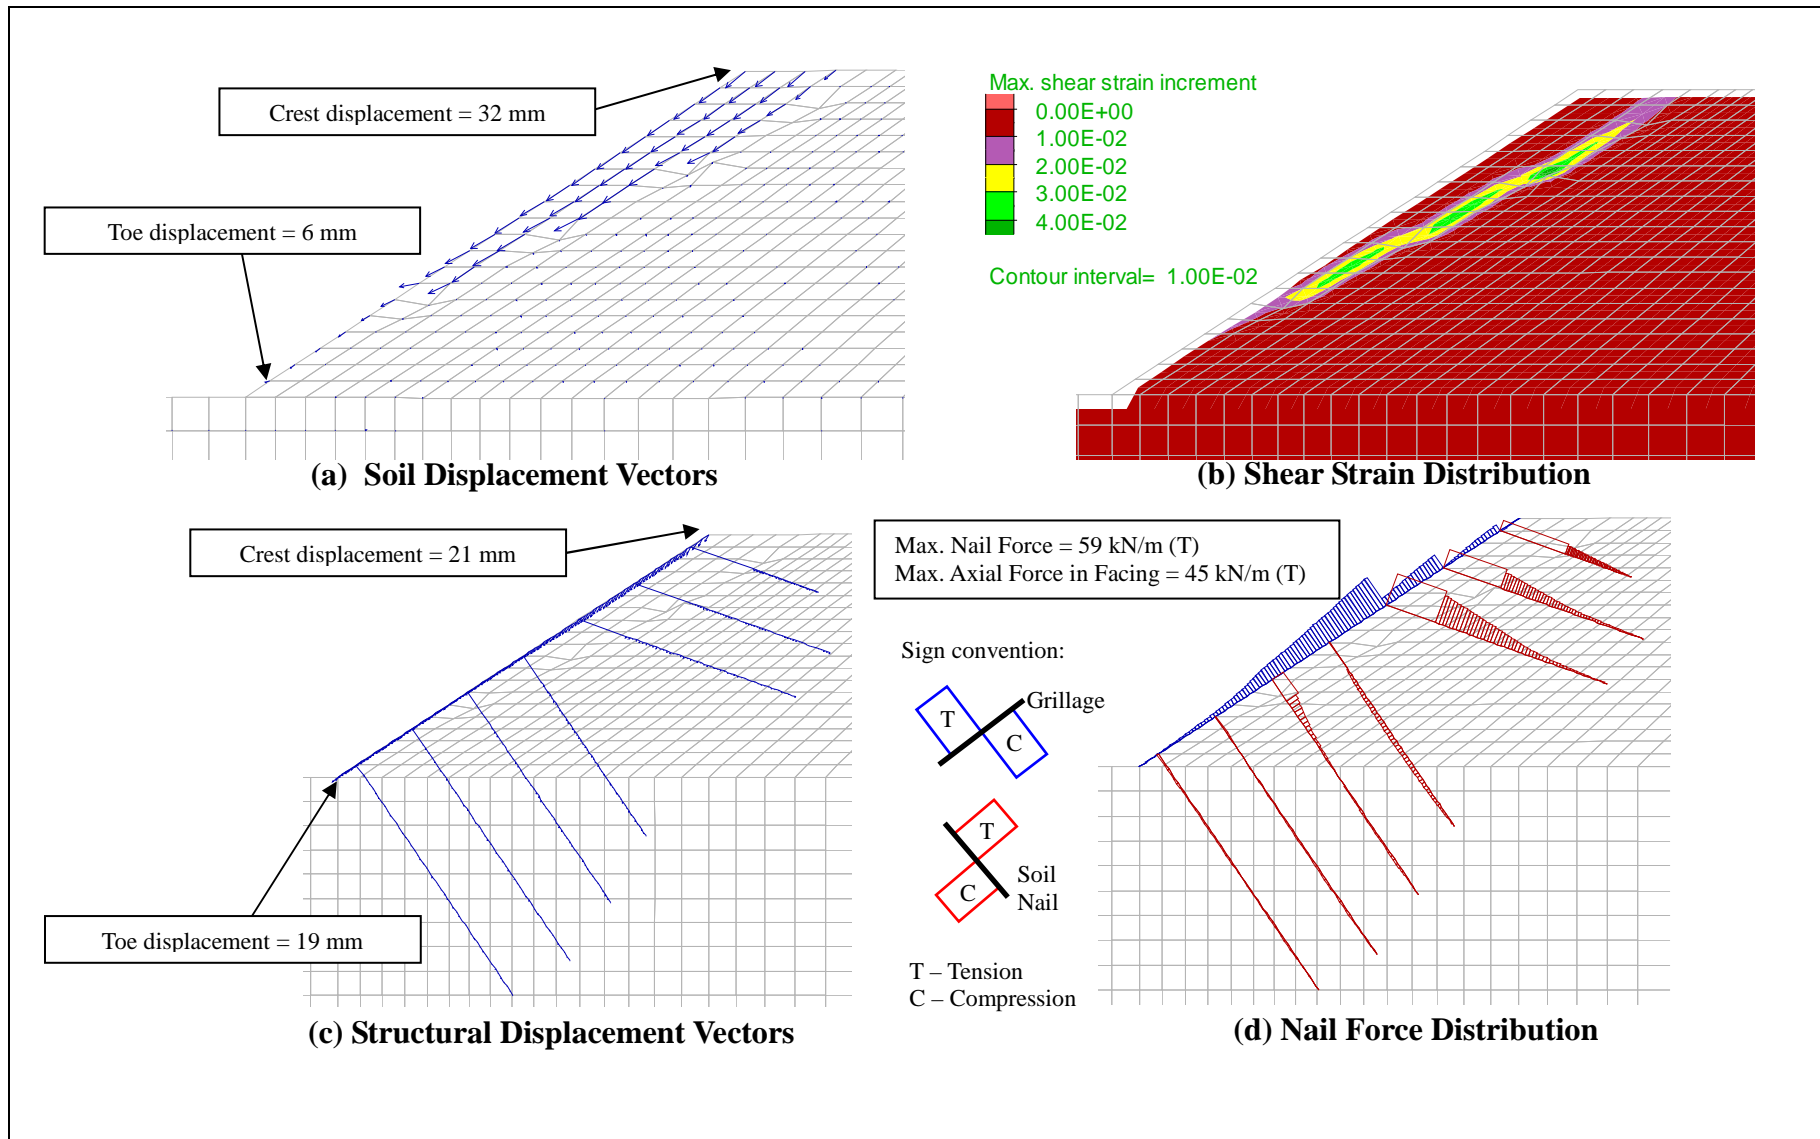 Crest displacement = 32 mm
Toe displacement = 6 mm
(a) Soil Displacement Vectors
Max. shear strain increment
0.00E+00
1.00E-02
2.00E-02
3.00E-02
4.00E-02
Contour interval= 1.00E-02
(b) Shear Strain Distribution
Crest displacement = 21 mm
Toe displacement = 19 mm
(c) Structural Displacement Vectors
Max. Nail Force = 59 kN/m (T)
Max. Axial Force in Facing = 45 kN/m (T)
Sign convention:
Grillage
T
C
T
C
Soil
Nail
T – Tension
C – Compression
(d) Nail Force Distribution